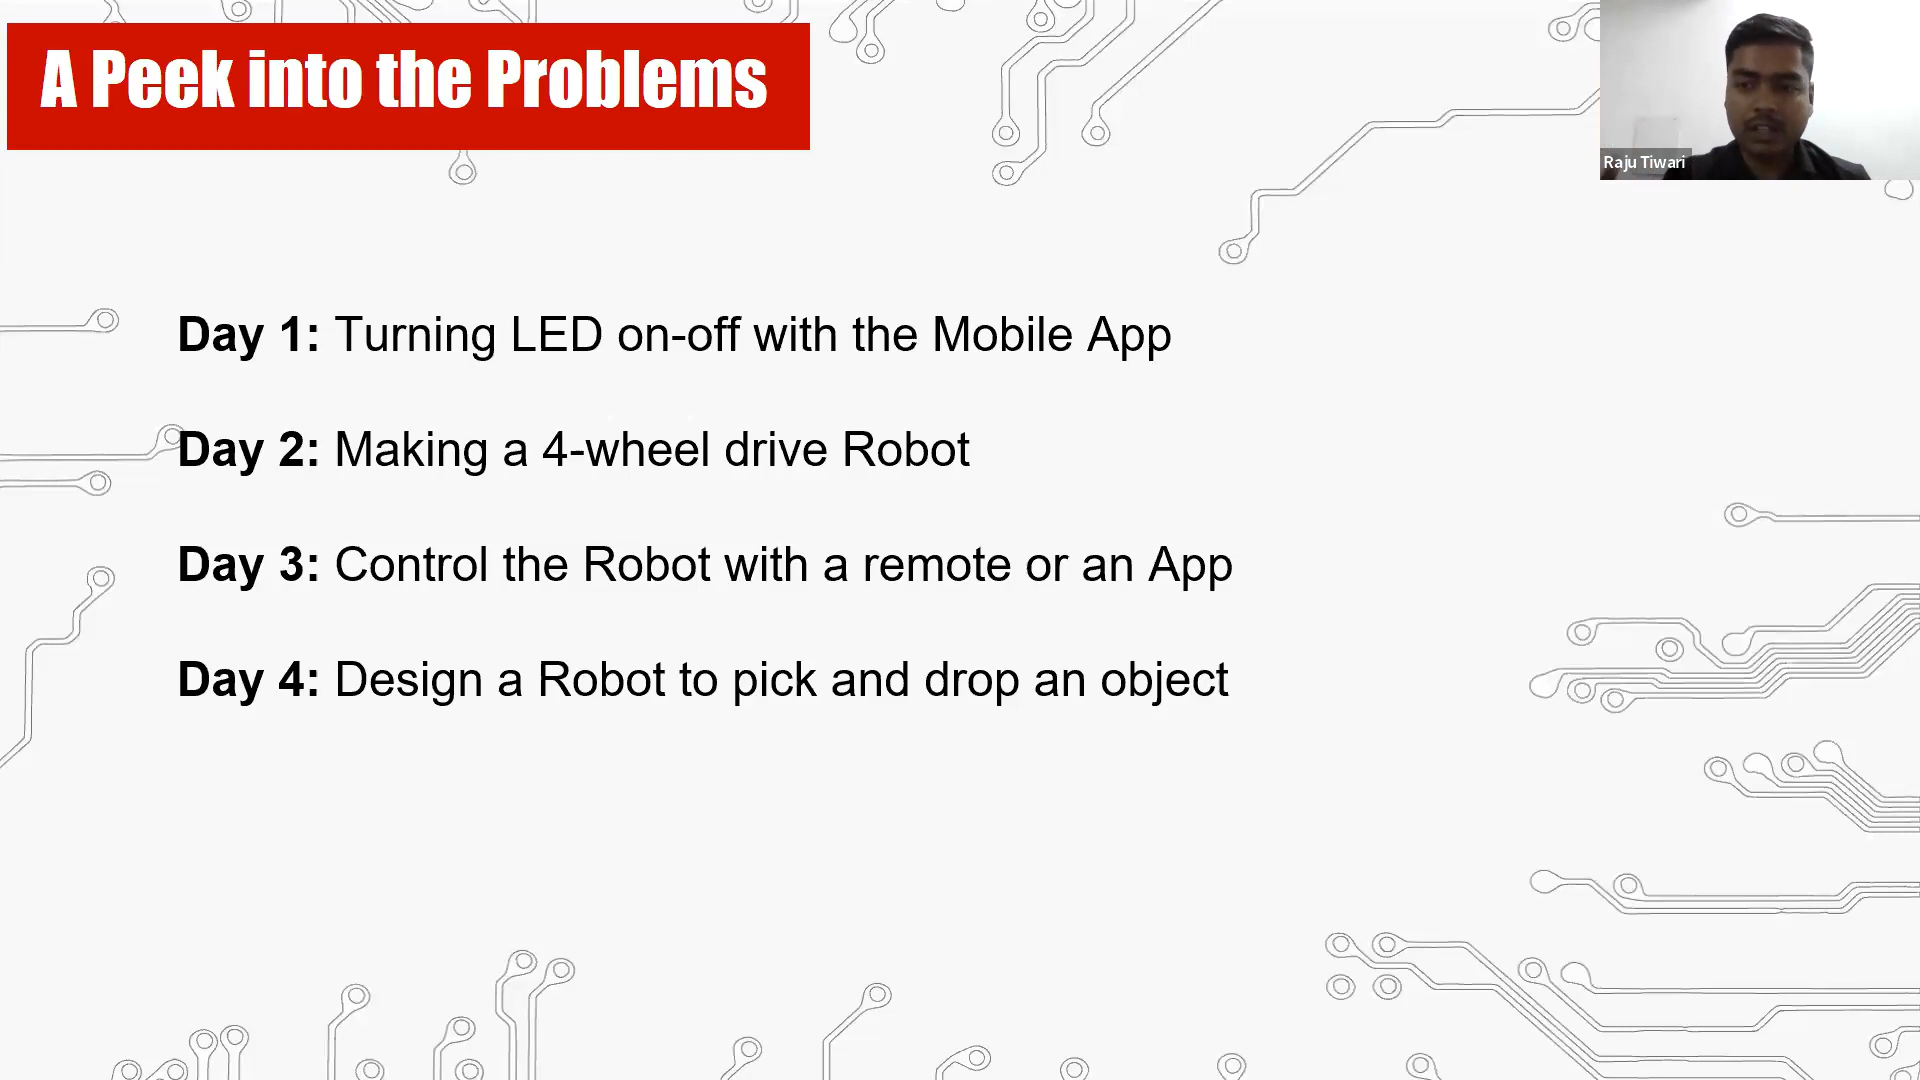 A Peek into the Problems
Raju Tiwari
Day 1: Turning LED on-off with the Mobile App
Day 2: Making a 4-wheel drive Robot
Day 3: Control the Robot with a remote or an App
Day 4: Design a Robot to pick and drop an object